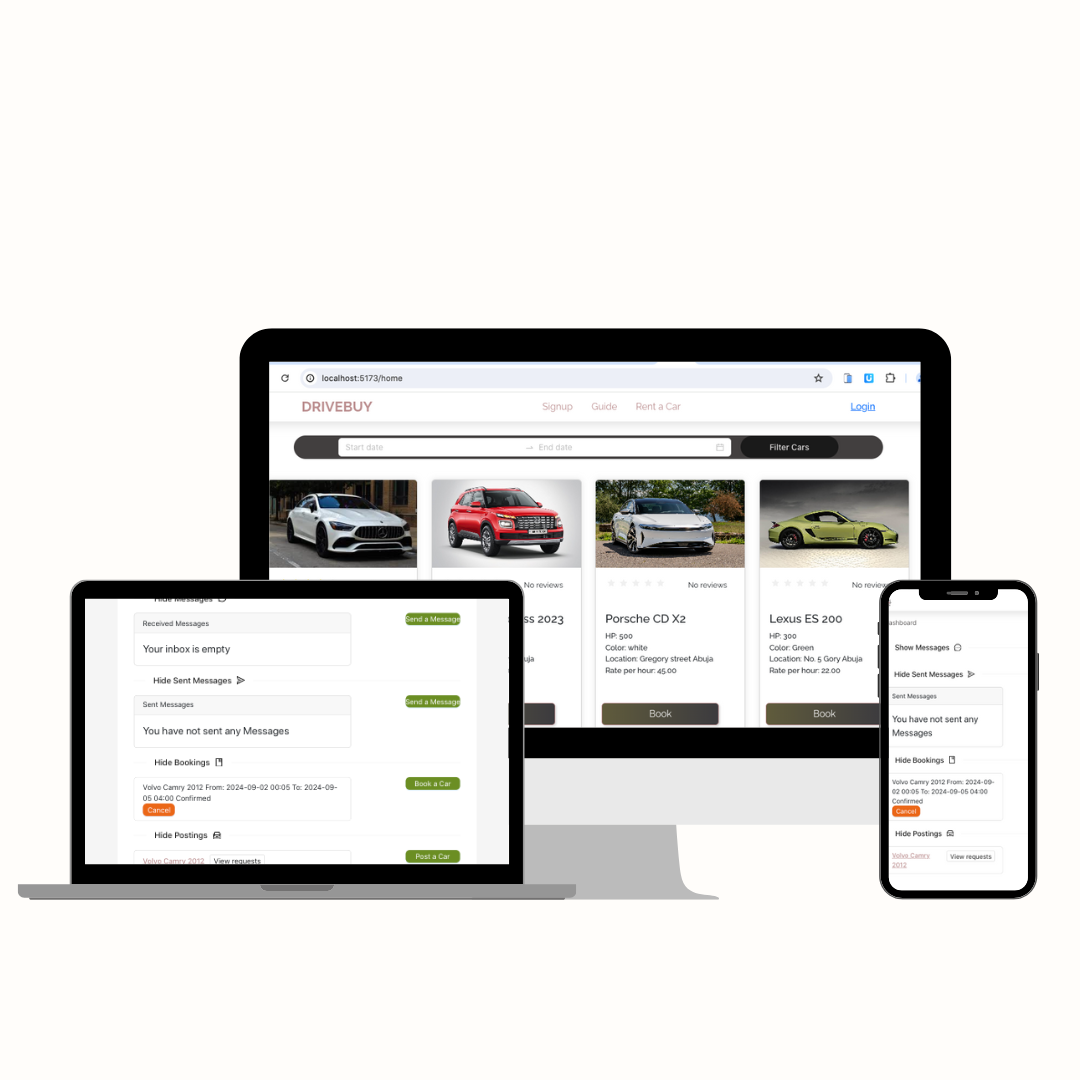 localhost:5173/home
DRIVEBUY
Signup
Guide
Rent a Car
Login
Start date
End date
Filter Cars
No reviews
No reviews
No
2023
Porsche CD X2
Lexus ES 200
HP: 500
HP: 300
Color: white
Color: Green
Location: Gregory street Abuja
Location: No. 5 Gory Abuja
Rate per hour: 45.00
Rate per hour: 22.00
Book
Book
Hide Messages
Received Messages
Send a Message
Your inbox is empty
Hide Sent Messages
Sent Messages
Send a Message
You have not sent any Messages
Hide Bookings
Volvo Camry 2012 From: 2024-09-02 00:05 To: 2024-09-
05 04:00 Confirmed
Book a Car
Cancel
Hide Postings
Volvo Camry 2012
View requests
Post a Car
ashboard
Show Messages
Hide Sent Messages
Sent Messages
You have not sent any
Messages
Hide Bookings
Volvo Camry 2012 From: 2024-09-
02 00:05 To: 2024-09-05 04:00
Confirmed
Cancel
Hide Postings
Volvo Camry
2012
View requests